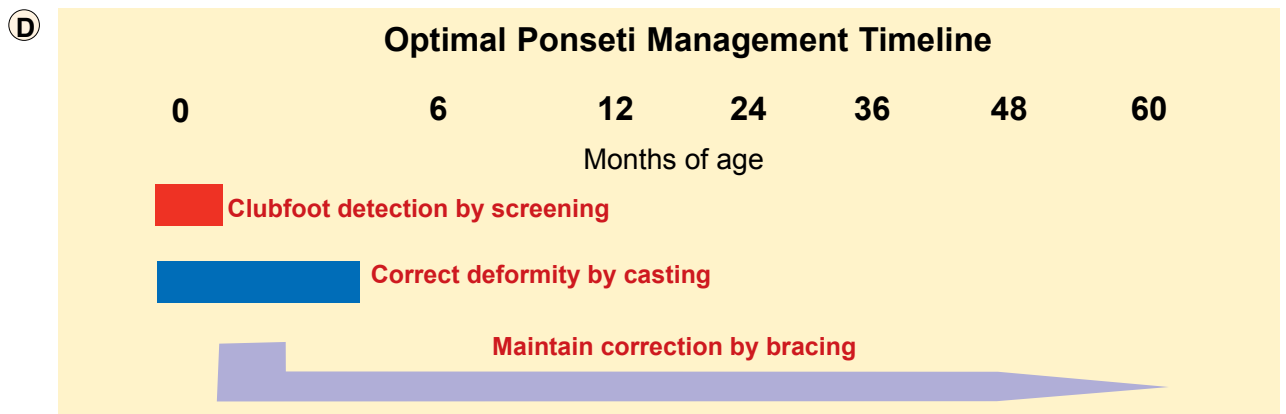 D
Optimal Ponseti Management Timeline
0 6 12 24 36 48 60
Months of age
Clubfoot detection by screening
Correct deformity by casting
Maintain correction by bracing